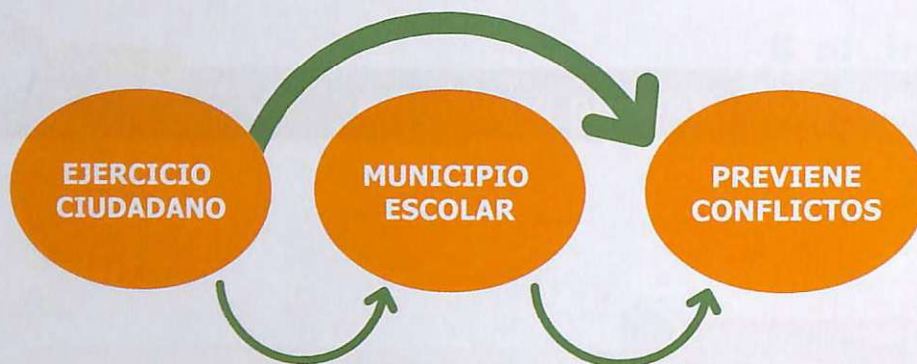 EJERCICIO
CIUDADANO
MUNICIPIO
ESCOLAR
PREVIENE
CONFLICTOS